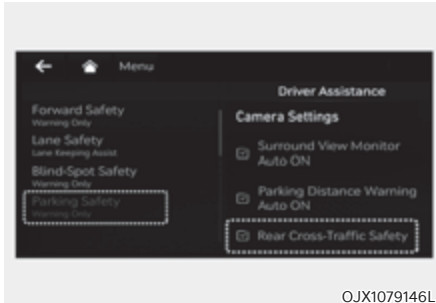 Menu
Driver Assistance
Forward Safety
Warning Only
Lane Safety
Lane Keeping Assist
Blind-Spot Safety
Warning Only
Parking Safety
Warning Only
Camera Settings
Surround View Monitor
Auto ON
Parking Distance Warning
Auto ON
Rear Cross-Traffic Safety
OJX1079146L